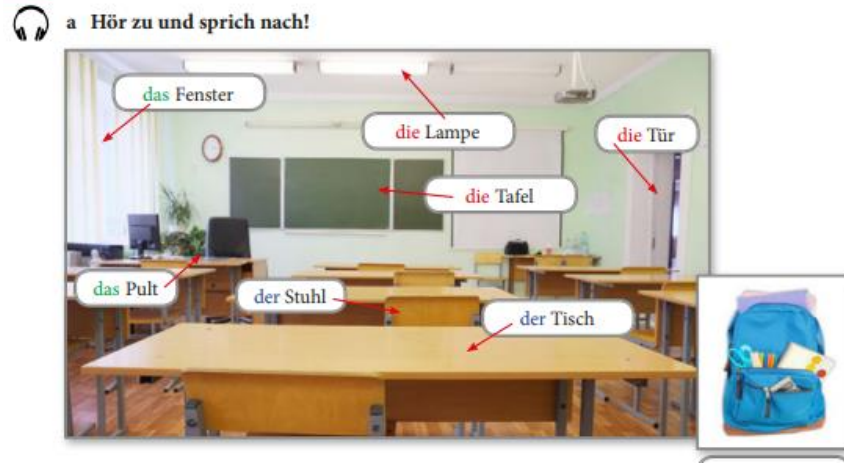 a Hör zu und sprich nach!
das Fenster
die Lampe
die Tür
die Tafel
das Pult
der Stuhl
der Tisch